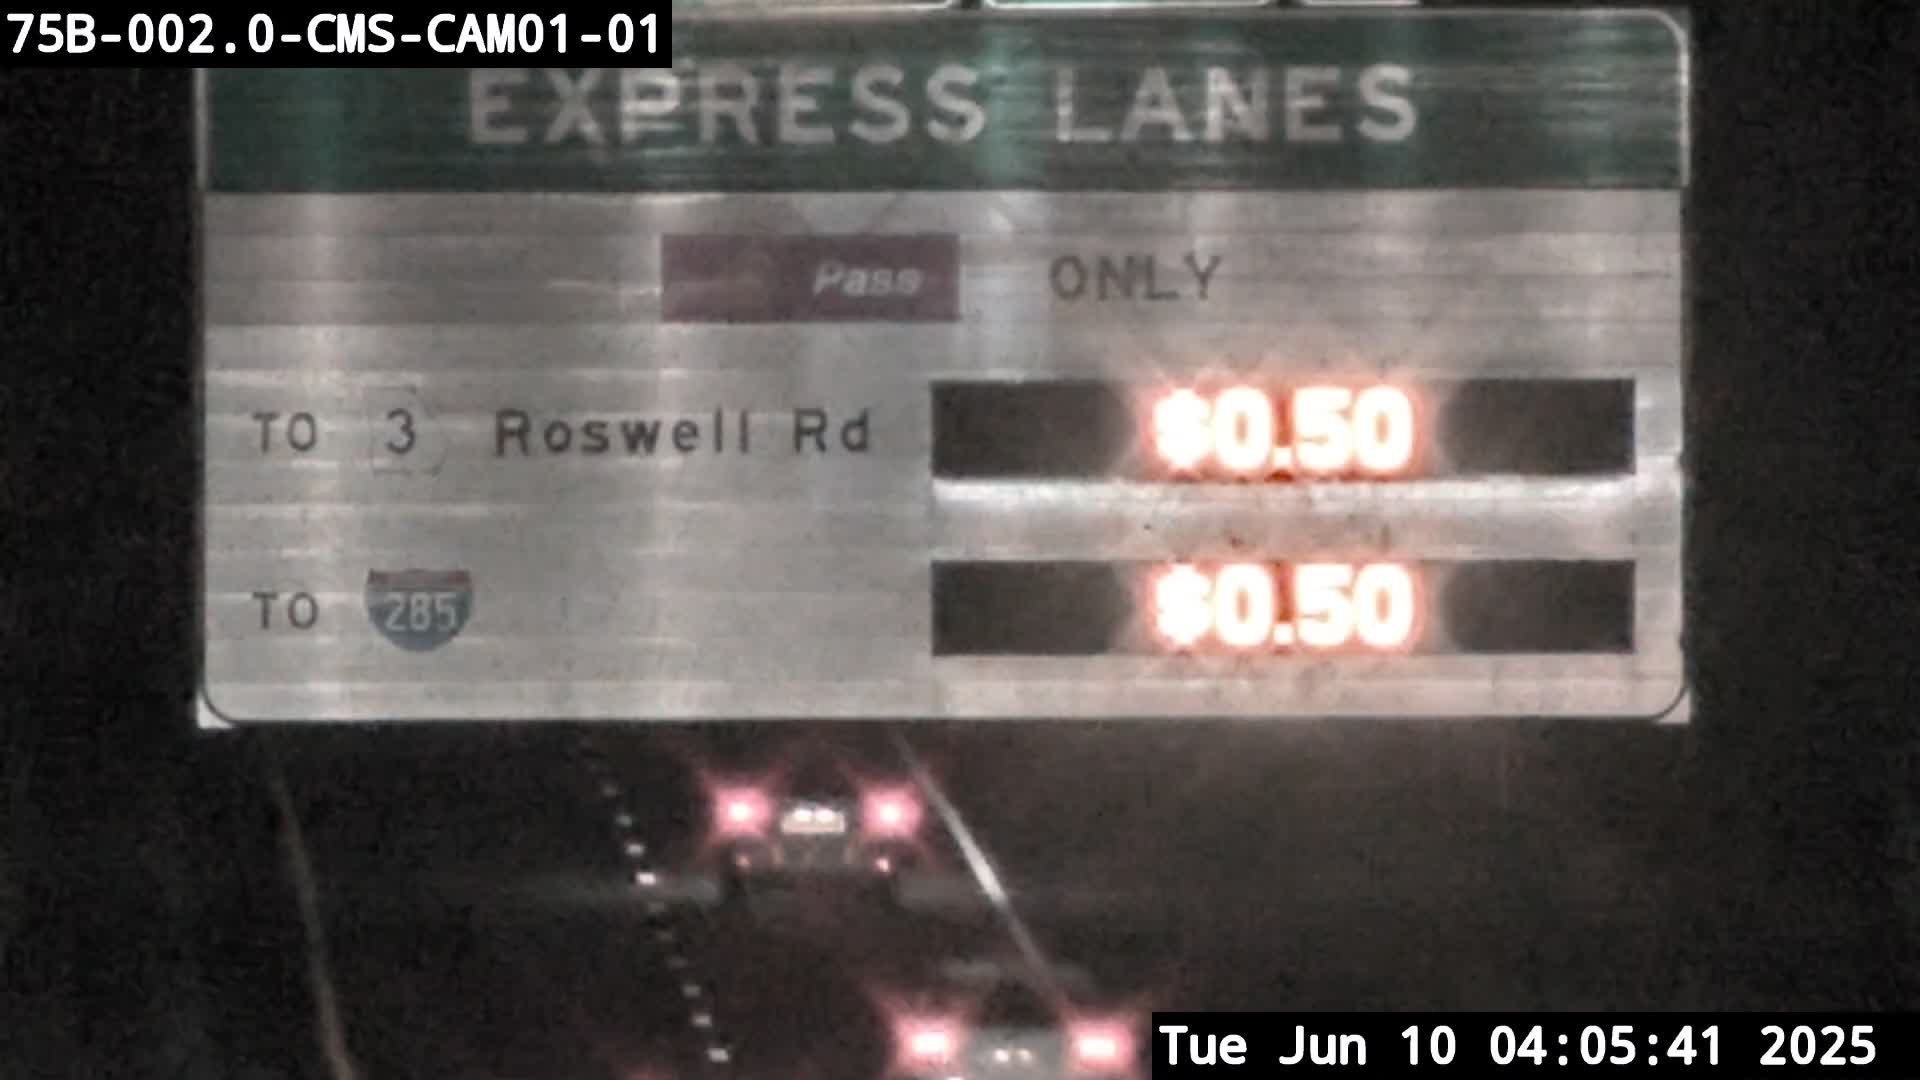 75B-002.0-CMS-CAM01-01
EXPRESS LANES
Pass ONLY
TO 3 Roswell Rd $0.50
TO 285 $0.50
Tue Jun 10 04:05:41 2025